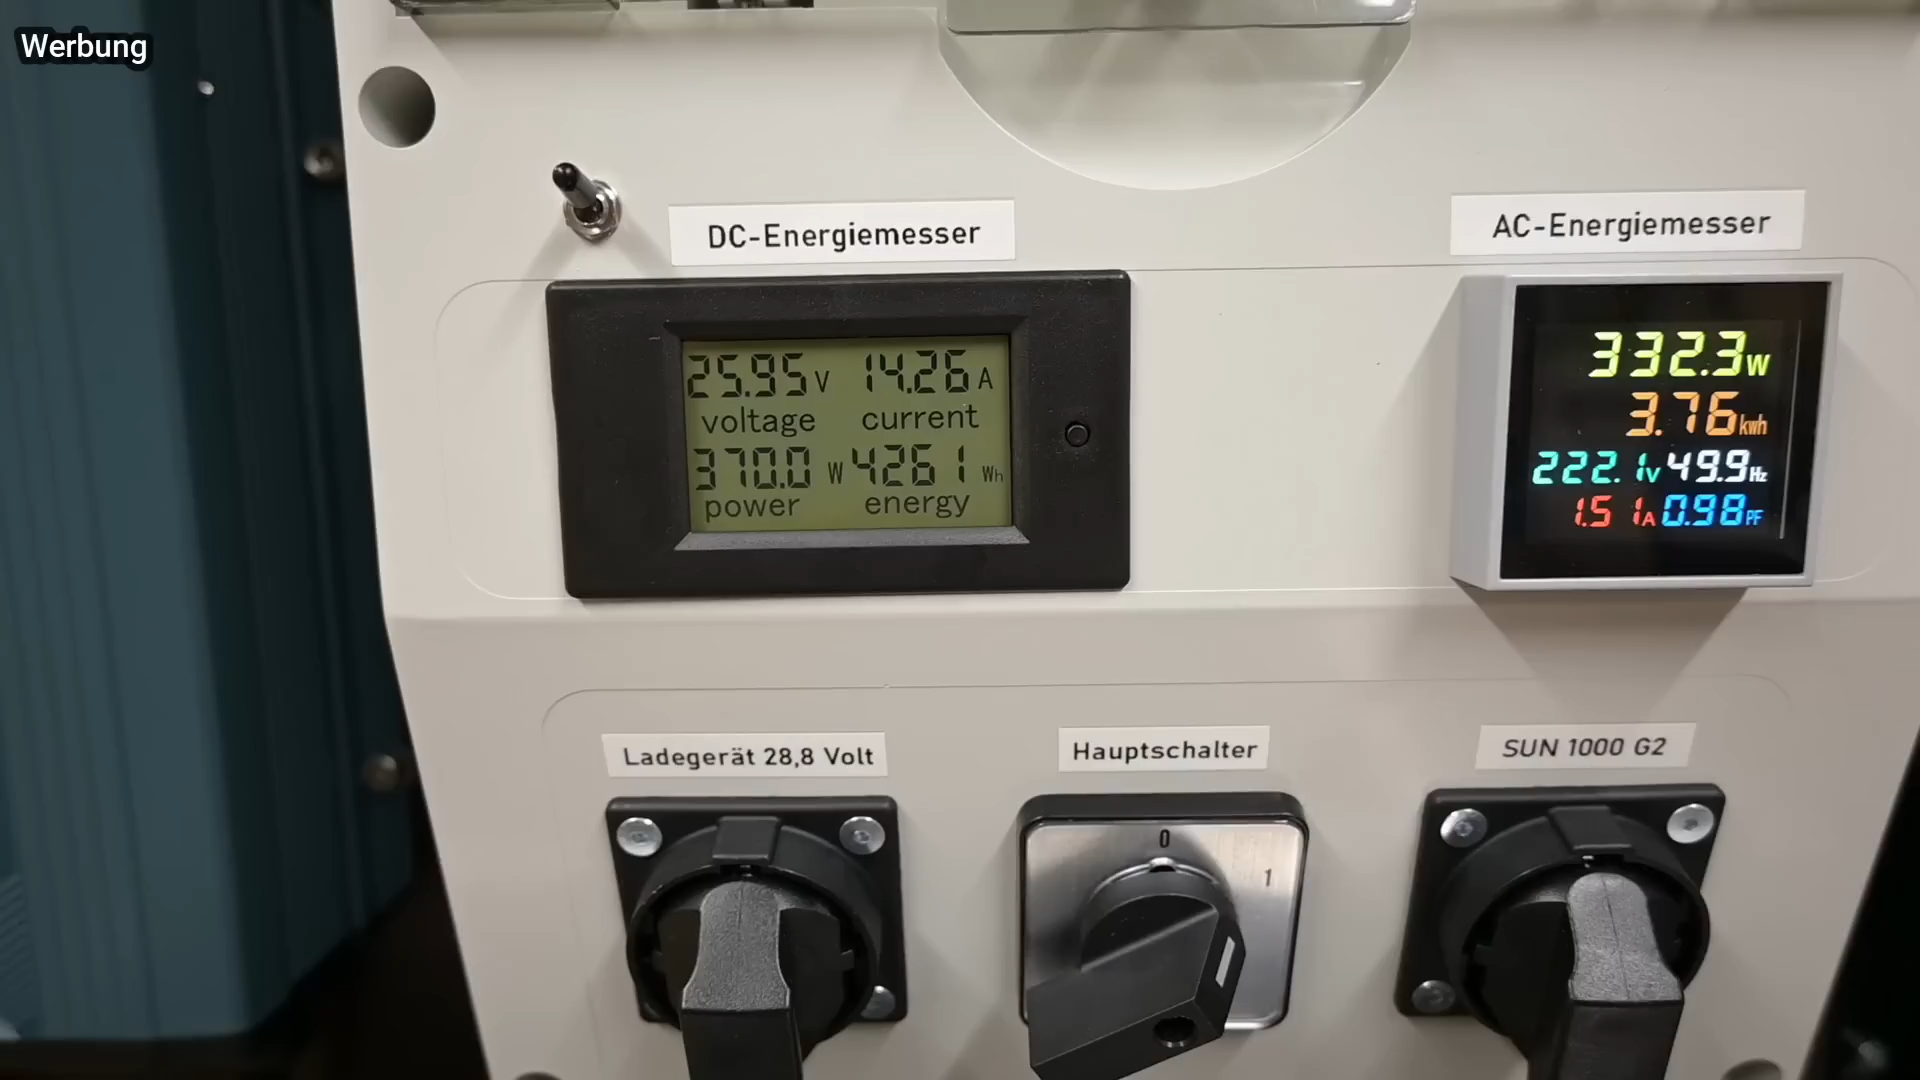 Werbung
DC-Energiemesser
AC-Energiemesser
25.95 V 14.26 A
voltage current
370.0 W 4261 Wh
power energy
332.3 W
3.76 kwh
222.1 V 49.9 Hz
1.51 A 0.98 PF
Ladegerät 28,8 Volt
Hauptschalter
SUN 1000 G2
0
1